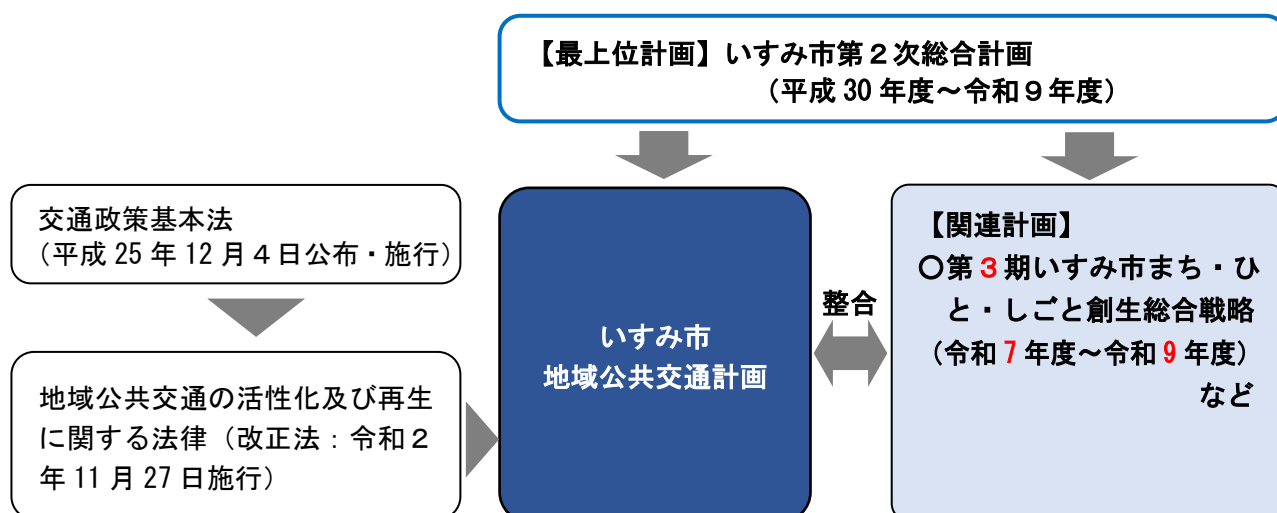 【最上位計画】いすみ市第２次総合計画
（平成 30 年度～令和９年度）
交通政策基本法
（平成 25 年 12 月４日公布・施行）
地域公共交通の活性化及び再生
に関する法律（改正法：令和２
年 11 月 27 日施行）
いすみ市
地域公共交通計画
整合
【関連計画】
〇第３期いすみ市まち・ひ
と・しごと創生総合戦略
（令和 7 年度～令和 9 年度）
など